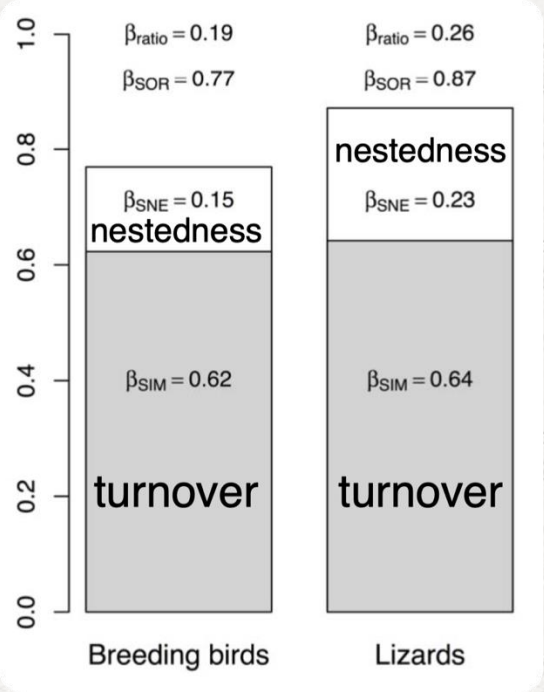 1.0
0.8
0.6
0.4
0.2
0.0
βratio = 0.19
βSOR = 0.77
βSNE = 0.15
nestedness
βSIM = 0.62
turnover
Breeding birds
βratio = 0.26
βSOR = 0.87
nestedness
βSNE = 0.23
βSIM = 0.64
turnover
Lizards